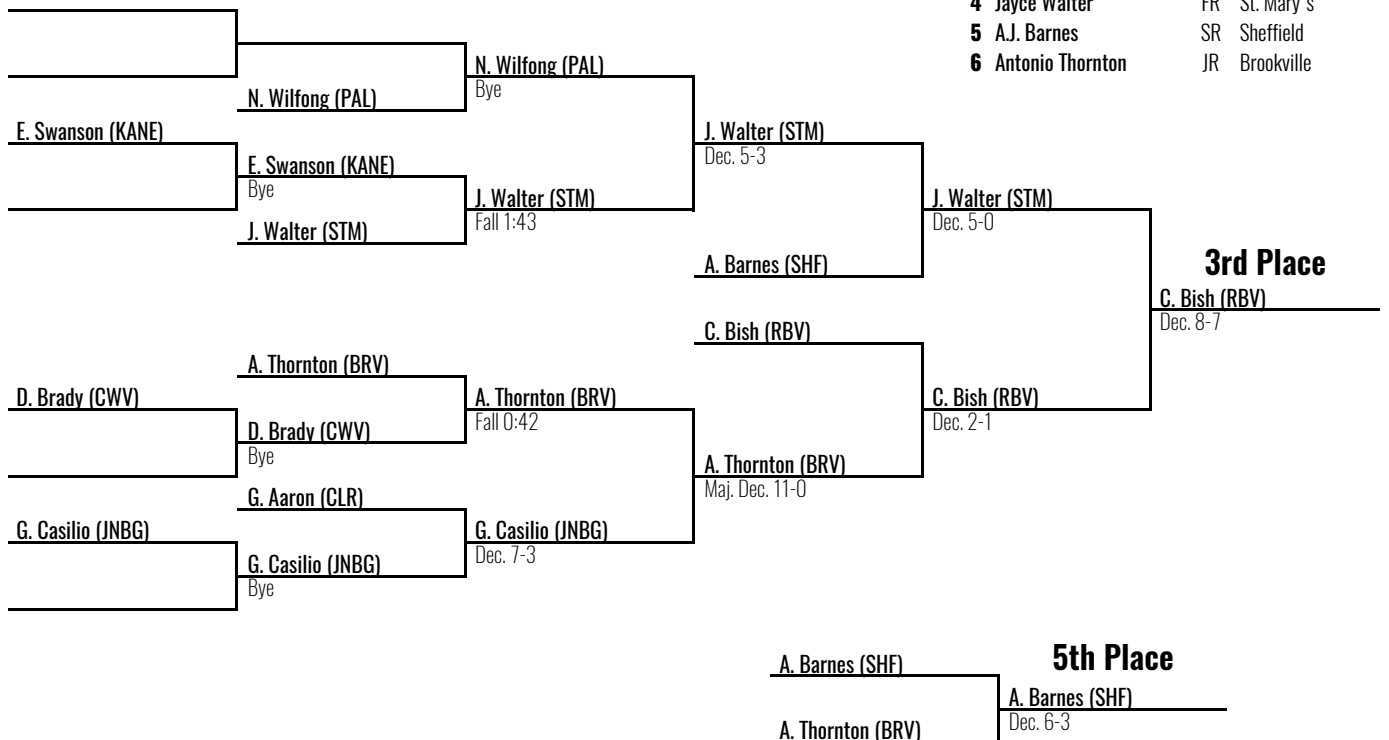 4 Jayce Walter FR St. Mary's
5 A.J. Barnes SR Sheffield
6 Antonio Thornton JR Brookville
N. Wilfong (PAL)
Bye
N. Wilfong (PAL)
E. Swanson (KANE)
J. Walter (STM)
Dec. 5-3
E. Swanson (KANE)
Bye
J. Walter (STM)
Fall 1:43
J. Walter (STM)
Dec. 5-0
J. Walter (STM)
A. Barnes (SHF)
3rd Place
C. Bish (RBV)
Dec. 8-7
C. Bish (RBV)
A. Thornton (BRV)
D. Brady (CWV)
A. Thornton (BRV)
Fall 0:42
C. Bish (RBV)
Dec. 2-1
D. Brady (CWV)
Bye
A. Thornton (BRV)
Maj. Dec. 11-0
G. Aaron (CLR)
G. Casilio (JNBG)
G. Casilio (JNBG)
Dec. 7-3
G. Casilio (JNBG)
Bye
A. Barnes (SHF)
5th Place
A. Barnes (SHF)
Dec. 6-3
A. Thornton (BRV)